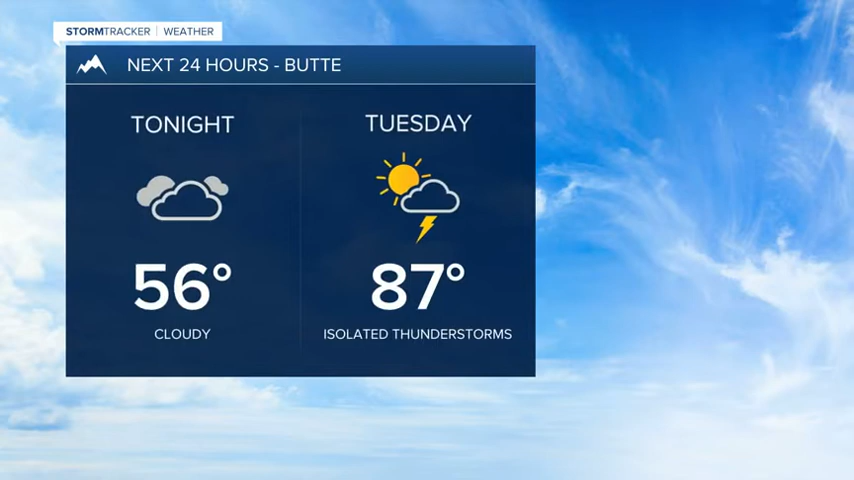 STORMTRACKER | WEATHER
NEXT 24 HOURS - BUTTE
TONIGHT
56°
CLOUDY
TUESDAY
87°
ISOLATED THUNDERSTORMS